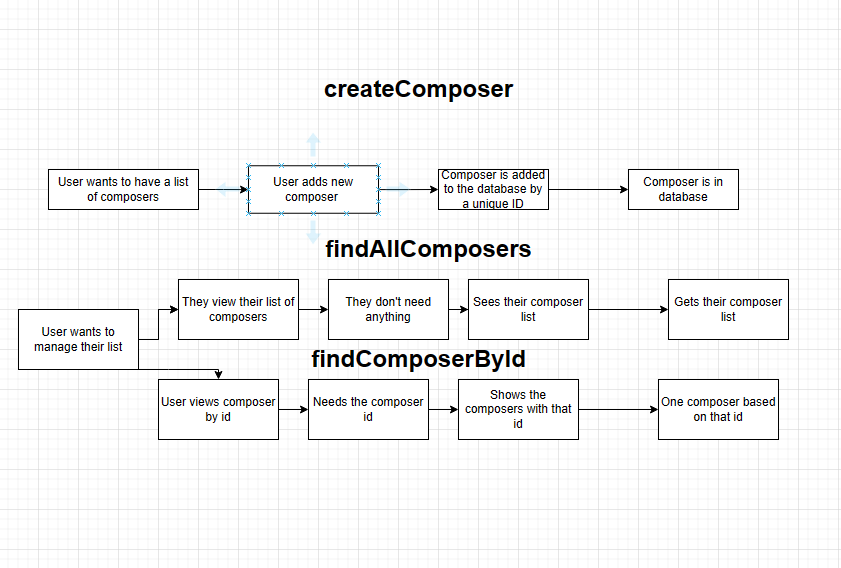 createComposer
User wants to have a list
of composers
User adds new
composer
Composer is added
to the database by
a unique ID
Composer is in
database
findAllComposers
User wants to
manage their list
They view their list of
composers
They don't need
anything
Sees their composer
list
Gets their composer
list
findComposerById
User views composer
by id
Needs the composer
id
Shows the
composers with that
id
One composer based
on that id